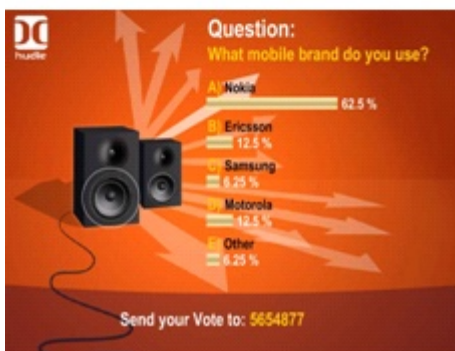 hudie
Question:
What mobile brand do you use?
A) Nokia
62.5 %
B) Ericsson
12.5 %
C) Samsung
6.25 %
D) Motorola
12.5 %
E) Other
6.25 %
Send your Vote to: 5654877